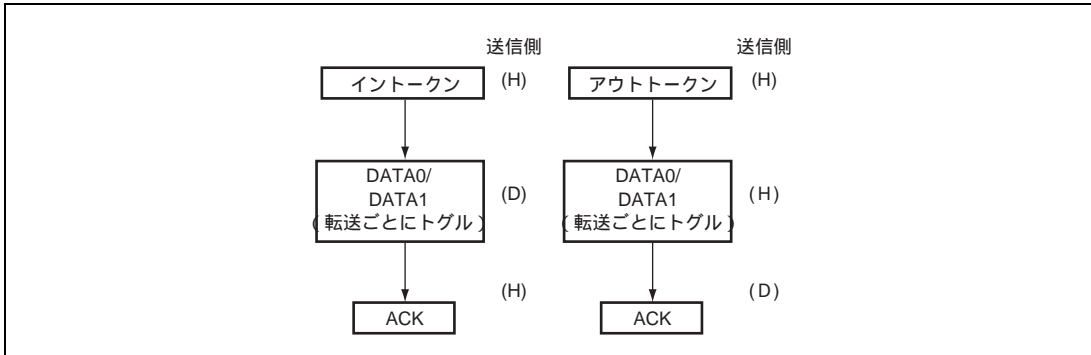 送信側
イントークン (H)
DATA0/
DATA1
(転送ごとにトグル)
(D)
(H)
ACK
送信側
アウトトークン (H)
DATA0/
DATA1
(転送ごとにトグル)
(H)
(D)
ACK